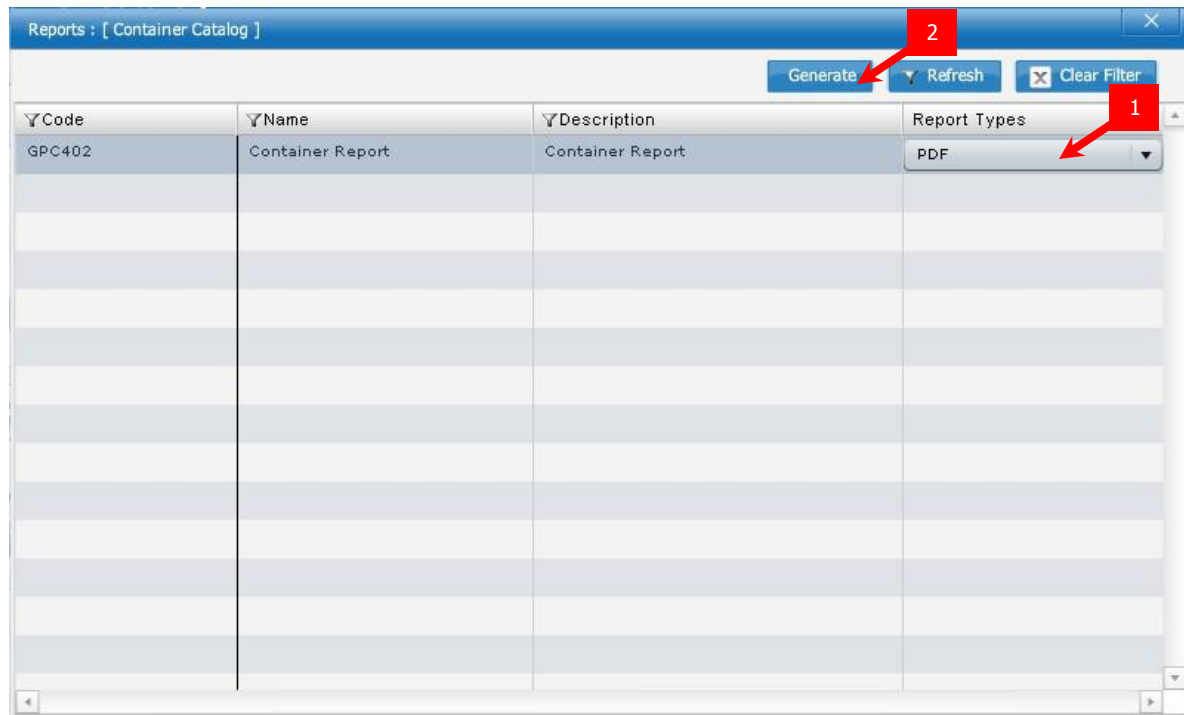 Reports : [ Container Catalog ]
2
Generate Refresh Clear Filter
1
Code Name Description Report Types
GPC402 Container Report Container Report PDF